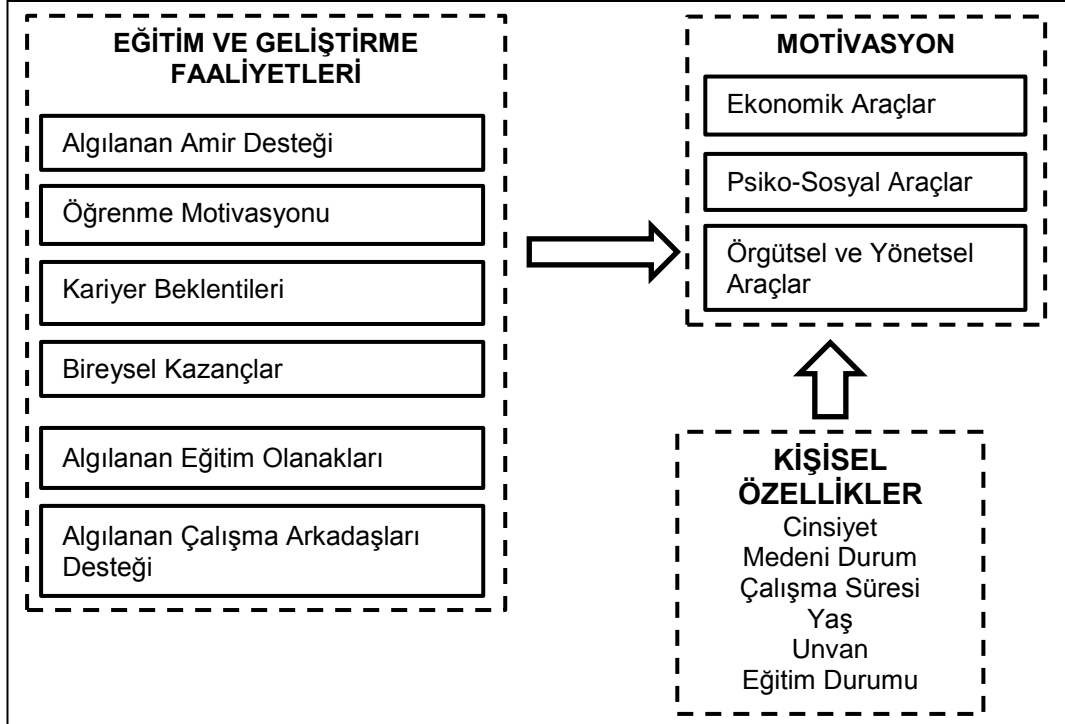 EĞİTİM VE GELİŞTİRME
FAALİYETLERİ
Algılanan Amir Desteği
Öğrenme Motivasyonu
Kariyer Beklentileri
Bireysel Kazançlar
Algılanan Eğitim Olanakları
Algılanan Çalışma Arkadaşları
Desteği
MOTİVASYON
Ekonomik Araçlar
Psiko-Sosyal Araçlar
Örgütsel ve Yönetsel
Araçlar
KİŞİSEL
ÖZELLİKLER
Cinsiyet
Medeni Durum
Çalışma Süresi
Yaş
Unvan
Eğitim Durumu